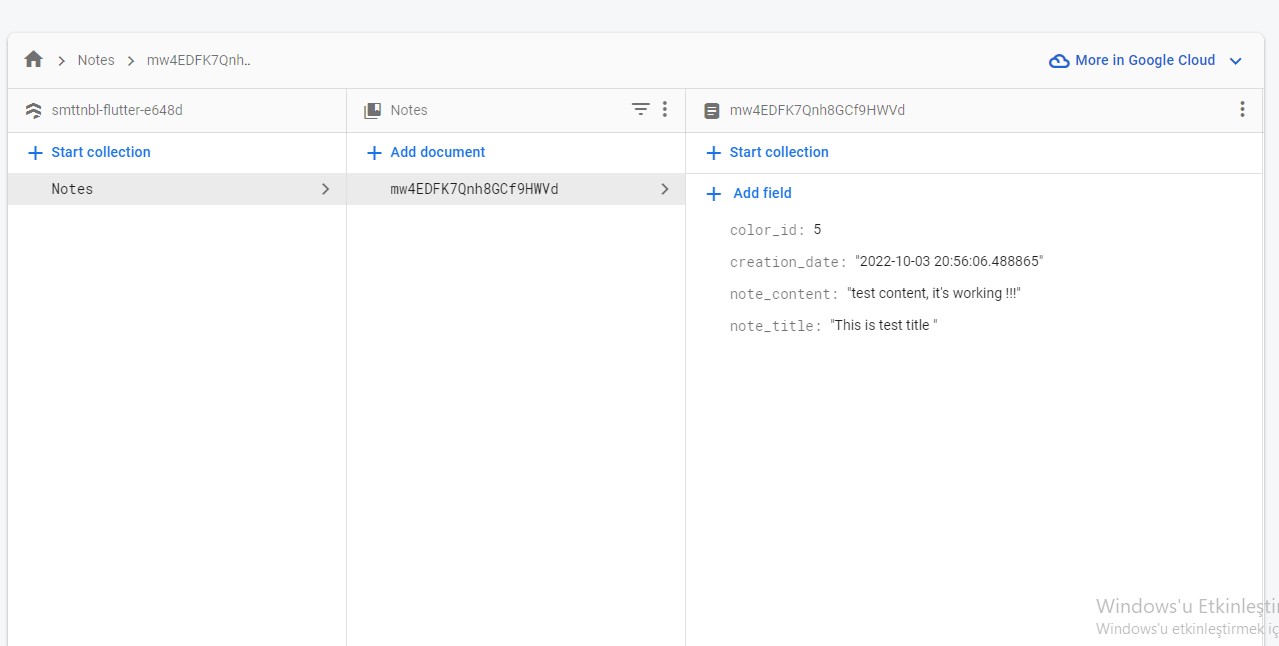 Notes
mw4EDFK7Qnh..
More in Google Cloud
smttnbl-flutter-e648d
Notes
mw4EDFK7Qnh8GCf9HWVd
Start collection
Add document
Start collection
Notes
mw4EDFK7Qnh8GCf9HWVd
Add field
color_id: 5
creation_date: "2022-10-03 20:56:06.488865"
note_content: "test content, it's working !!!"
note_title: "This is test title "
Windows'u Etkinleştir
Windows'u etkinleştirmek iç